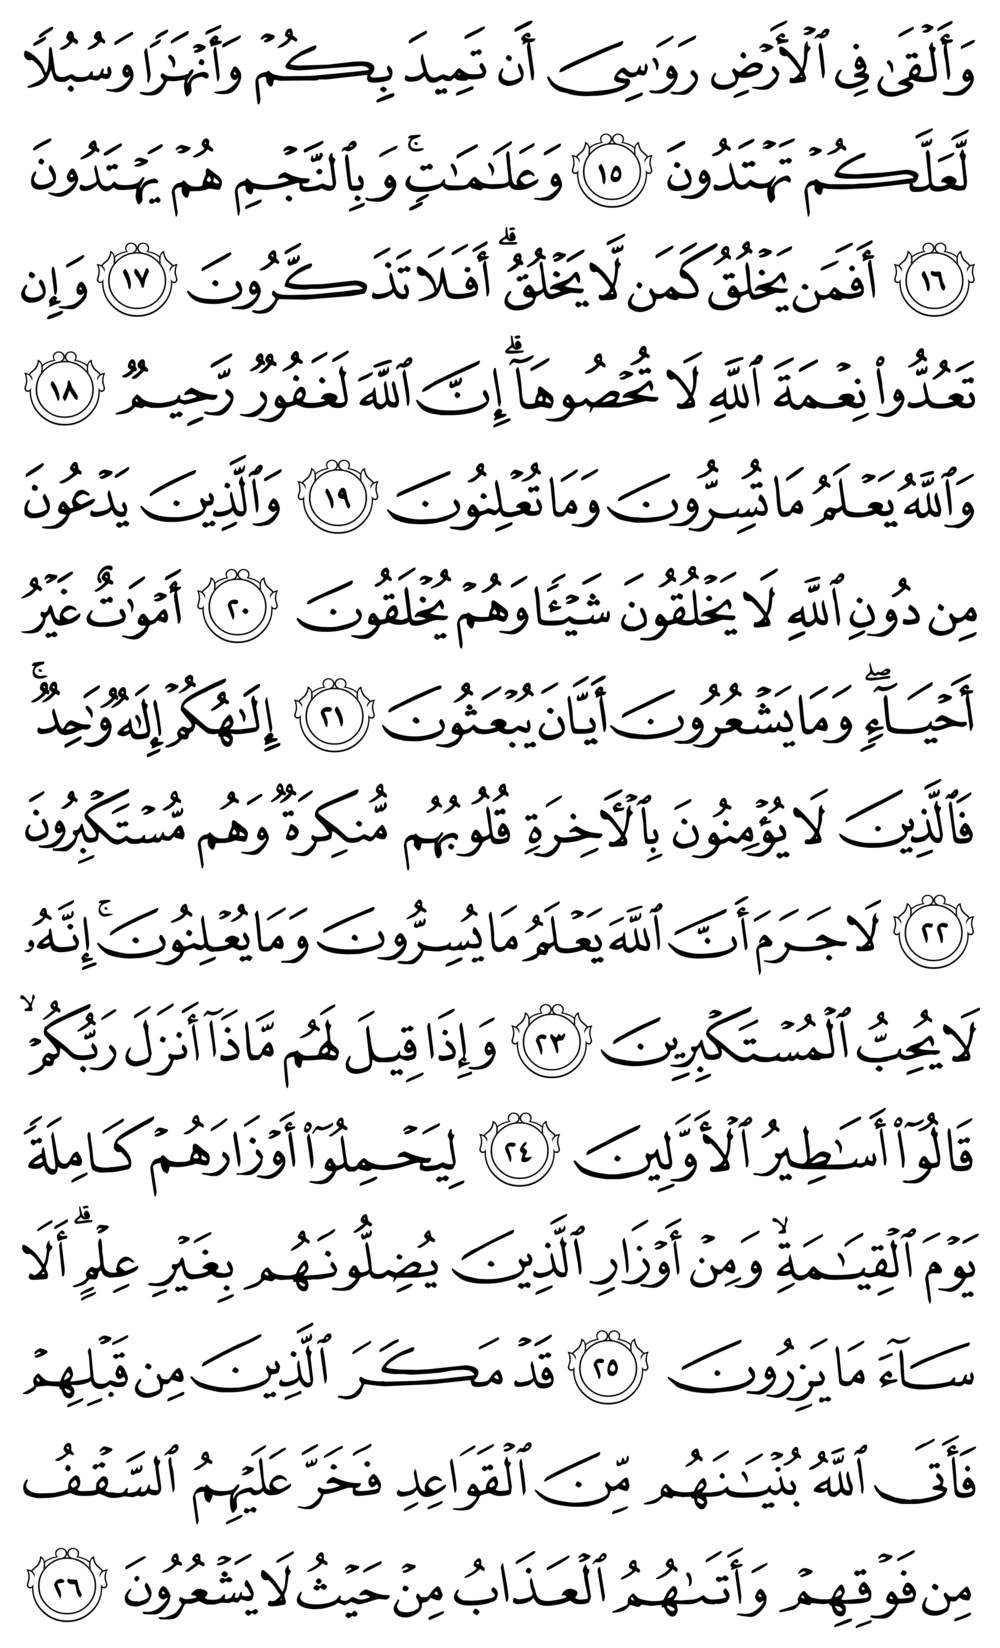 وَأَلۡقَىٰ فِي ٱلۡأَرۡضِ رَوَٰسِيَ أَن تَمِيدَ بِكُمۡ وَأَنۡهَٰرٗا وَسُبُلٗا
لَّعَلَّكُمۡ تَهۡتَدُونَ ١٥ وَعَلَٰمَٰتٖۚ وَبِٱلنَّجۡمِ هُمۡ يَهۡتَدُونَ
١٦ أَفَمَن يَخۡلُقُ كَمَن لَّا يَخۡلُقُۗ أَفَلَا تَذَكَّرُونَ ١٧ وَإِن
تَعُدُّواْ نِعۡمَةَ ٱللَّهِ لَا تُحۡصُوهَآۗ إِنَّ ٱللَّهَ لَغَفُورٞ رَّحِيمٞ ١٨
وَٱللَّهُ يَعۡلَمُ مَا تُسِرُّونَ وَمَا تُعۡلِنُونَ ١٩ وَٱلَّذِينَ يَدۡعُونَ
مِن دُونِ ٱللَّهِ لَا يَخۡلُقُونَ شَيۡـٔٗا وَهُمۡ يُخۡلَقُونَ ٢٠ أَمۡوَٰتٌ غَيۡرُ
أَحۡيَآءٖۖ وَمَا يَشۡعُرُونَ أَيَّانَ يُبۡعَثُونَ ٢١ إِلَٰهُكُمۡ إِلَٰهٞ وَٰحِدٞۚ
فَٱلَّذِينَ لَا يُؤۡمِنُونَ بِٱلۡأٓخِرَةِ قُلُوبُهُم مُّنكِرَةٞ وَهُم مُّسۡتَكۡبِرُونَ
٢٢ لَا جَرَمَ أَنَّ ٱللَّهَ يَعۡلَمُ مَا يُسِرُّونَ وَمَا يُعۡلِنُونَۚ إِنَّهُۥ
لَا يُحِبُّ ٱلۡمُسۡتَكۡبِرِينَ ٢٣ وَإِذَا قِيلَ لَهُم مَّاذَآ أَنزَلَ رَبُّكُمۡۙ
قَالُوٓاْ أَسَٰطِيرُ ٱلۡأَوَّلِينَ ٢٤ لِيَحۡمِلُوٓاْ أَوۡزَارَهُمۡ كَامِلَةٗ
يَوۡمَ ٱلۡقِيَٰمَةِۙ وَمِنۡ أَوۡزَارِ ٱلَّذِينَ يُضِلُّونَهُم بِغَيۡرِ عِلۡمٍۗ أَلَا
سَآءَ مَا يَزِرُونَ ٢٥ قَدۡ مَكَرَ ٱلَّذِينَ مِن قَبۡلِهِمۡ
فَأَتَى ٱللَّهُ بُنۡيَٰنَهُم مِّنَ ٱلۡقَوَاعِدِ فَخَرَّ عَلَيۡهِمُ ٱلسَّقۡفُ
مِن فَوۡقِهِمۡ وَأَتَىٰهُمُ ٱلۡعَذَابُ مِنۡ حَيۡثُ لَا يَشۡعُرُونَ ٢٦